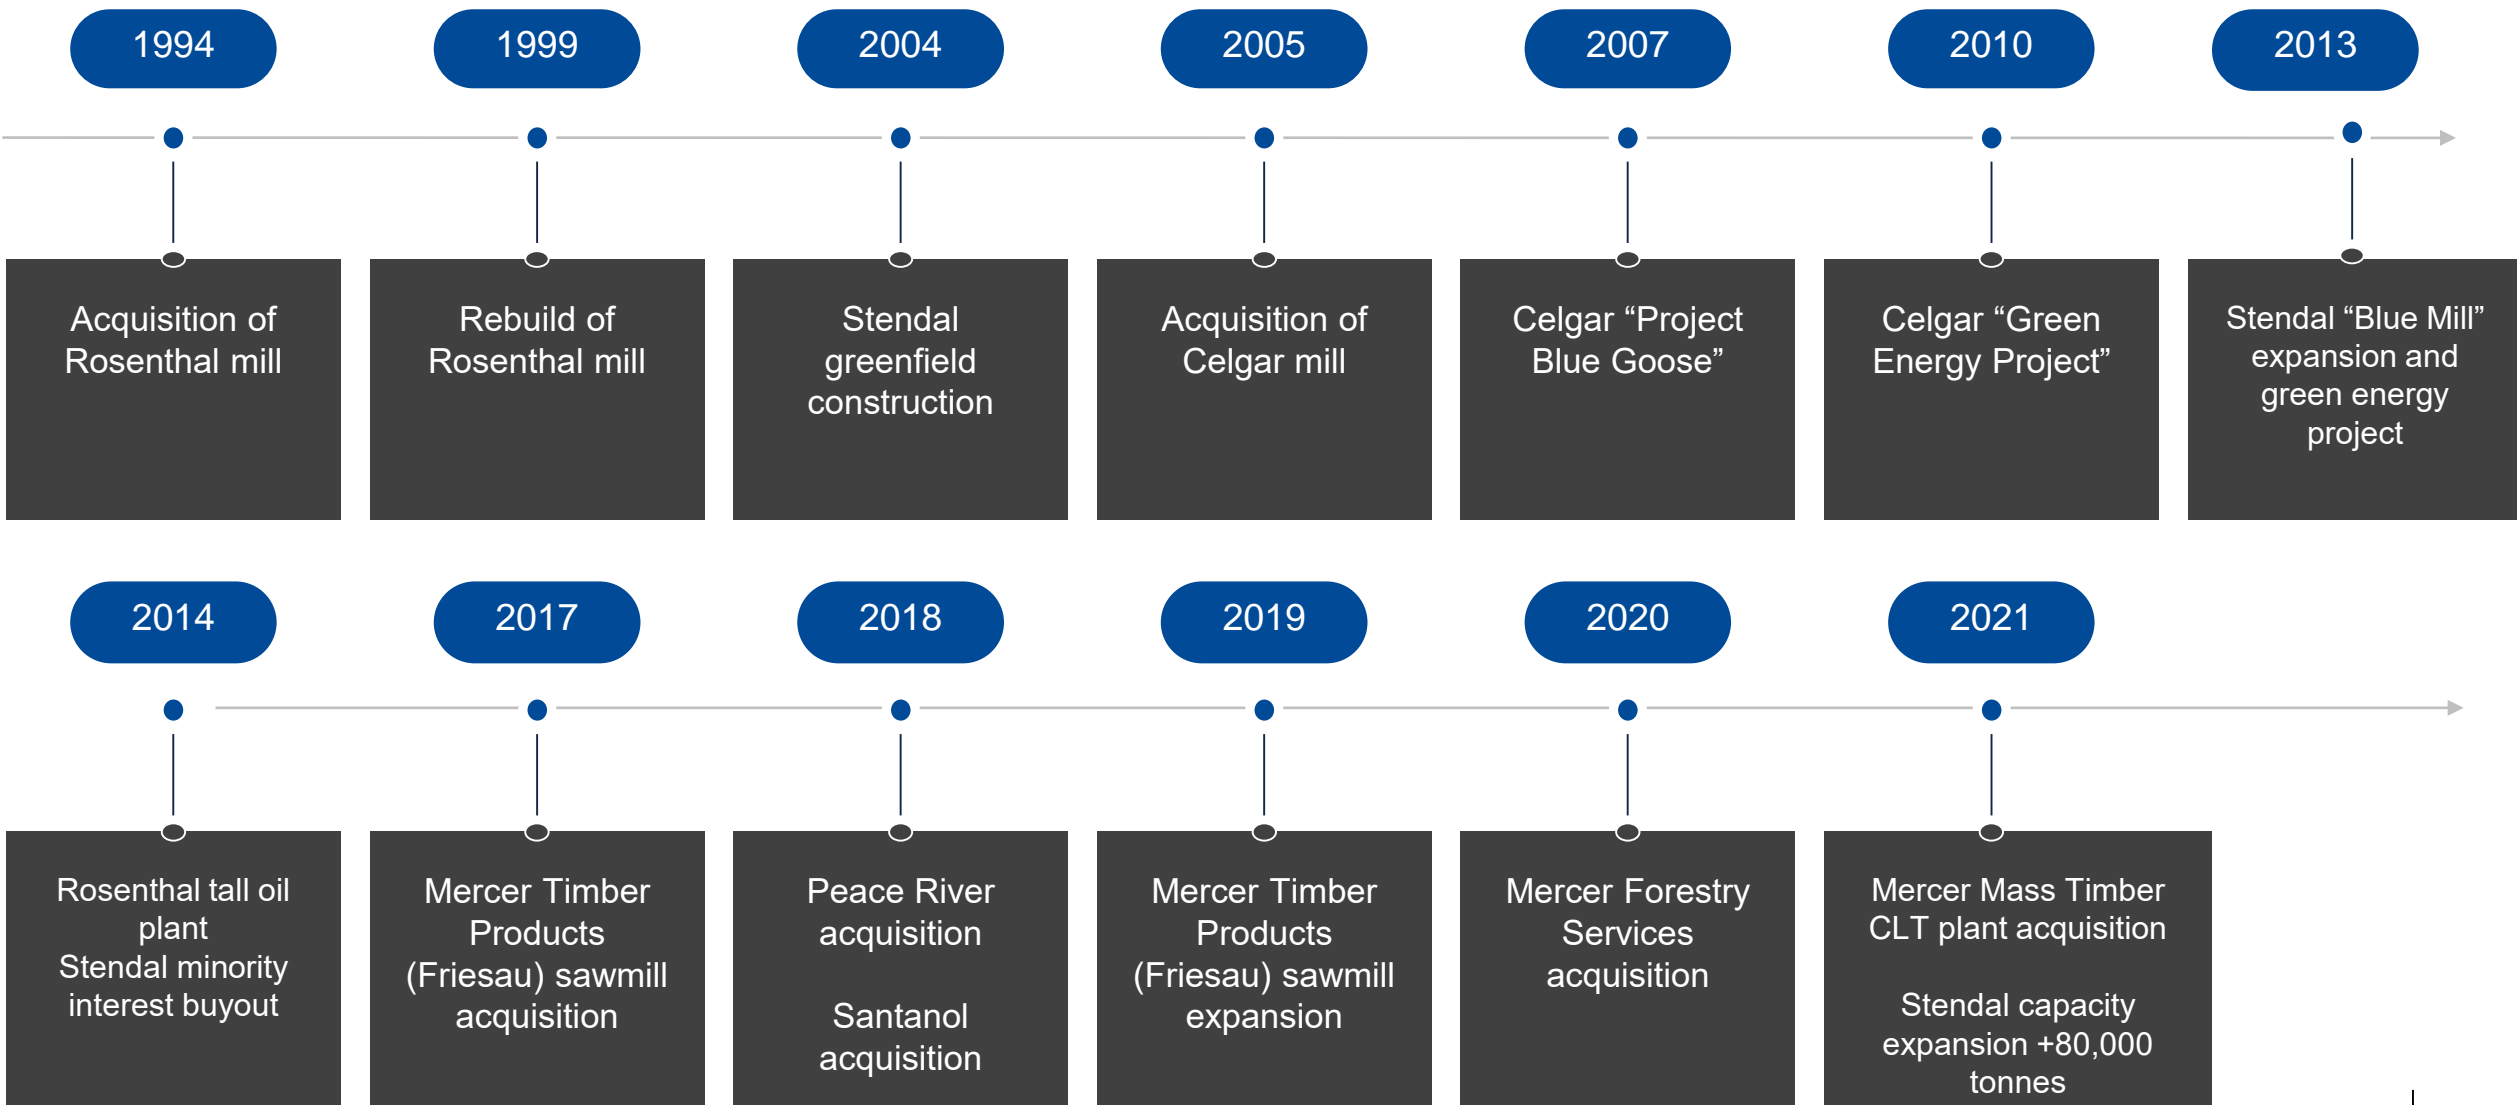 1994
1999
2004
2005
2007
2010
2013
Acquisition of
Rosenthal mill
Rebuild of
Rosenthal mill
Stendal
greenfield
construction
Acquisition of
Celgar mill
Celgar “Project
Blue Goose”
Celgar “Green
Energy Project”
Stendal “Blue Mill”
expansion and
green energy
project
2014
2017
2018
2019
2020
2021
Rosenthal tall oil
plant
Stendal minority
interest buyout
Mercer Timber
Products
(Friesau) sawmill
acquisition
Peace River
acquisition
Santanol
acquisition
Mercer Timber
Products
(Friesau) sawmill
expansion
Mercer Forestry
Services
acquisition
Mercer Mass Timber
CLT plant acquisition
Stendal capacity
expansion +80,000
tonnes